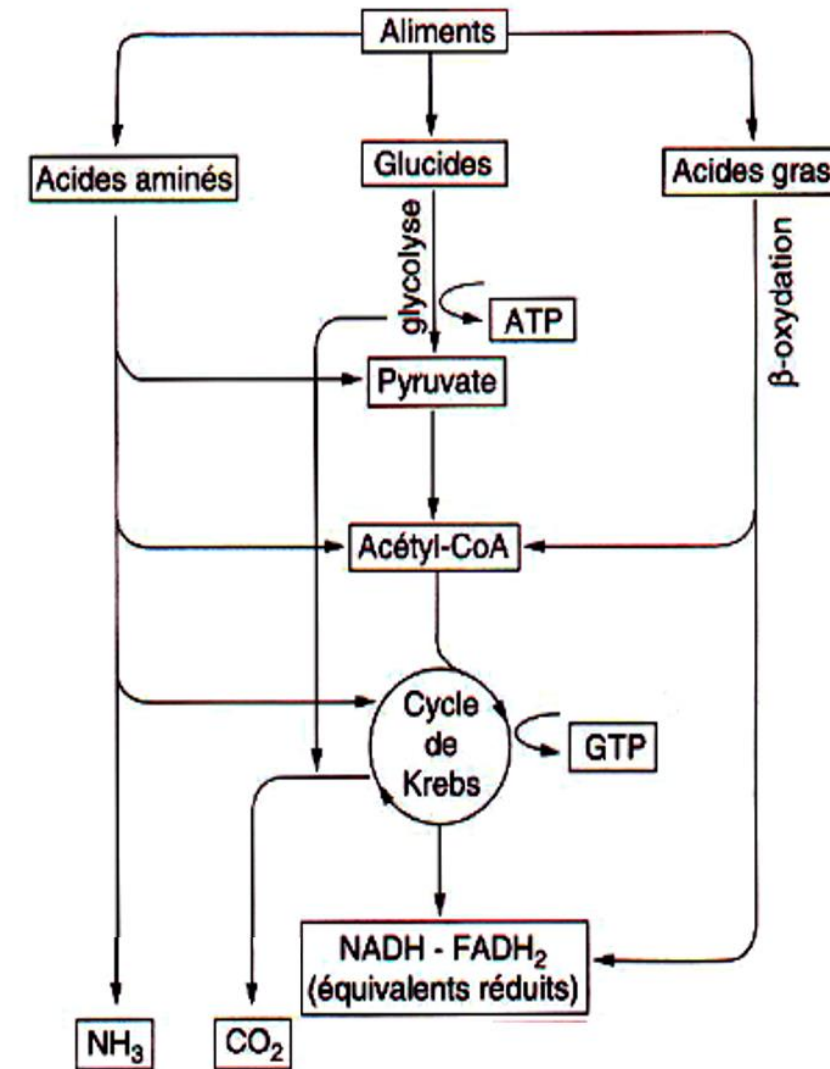 Aliments
Acides aminés
Glucides
Acides gras
glycolyse
β-oxydation
ATP
Pyruvate
Acétyl-CoA
Cycle
de
Krebs
GTP
NADH - FADH₂
(équivalents réduits)
NH₃
CO₂